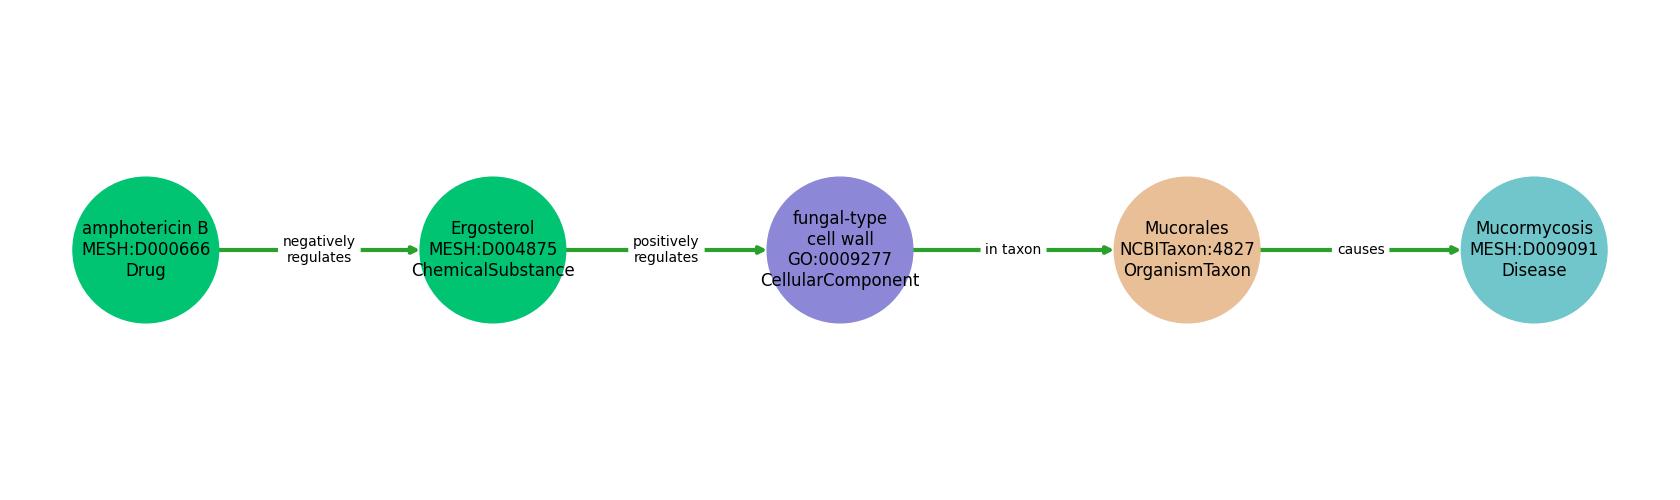 amphotericin B
MESH:D000666
Drug
negatively
regulates
Ergosterol
MESH:D004875
ChemicalSubstance
positively
regulates
fungal-type
cell wall
GO:0009277
CellularComponent
in taxon
Mucorales
NCBITaxon:4827
OrganismTaxon
causes
Mucormycosis
MESH:D009091
Disease